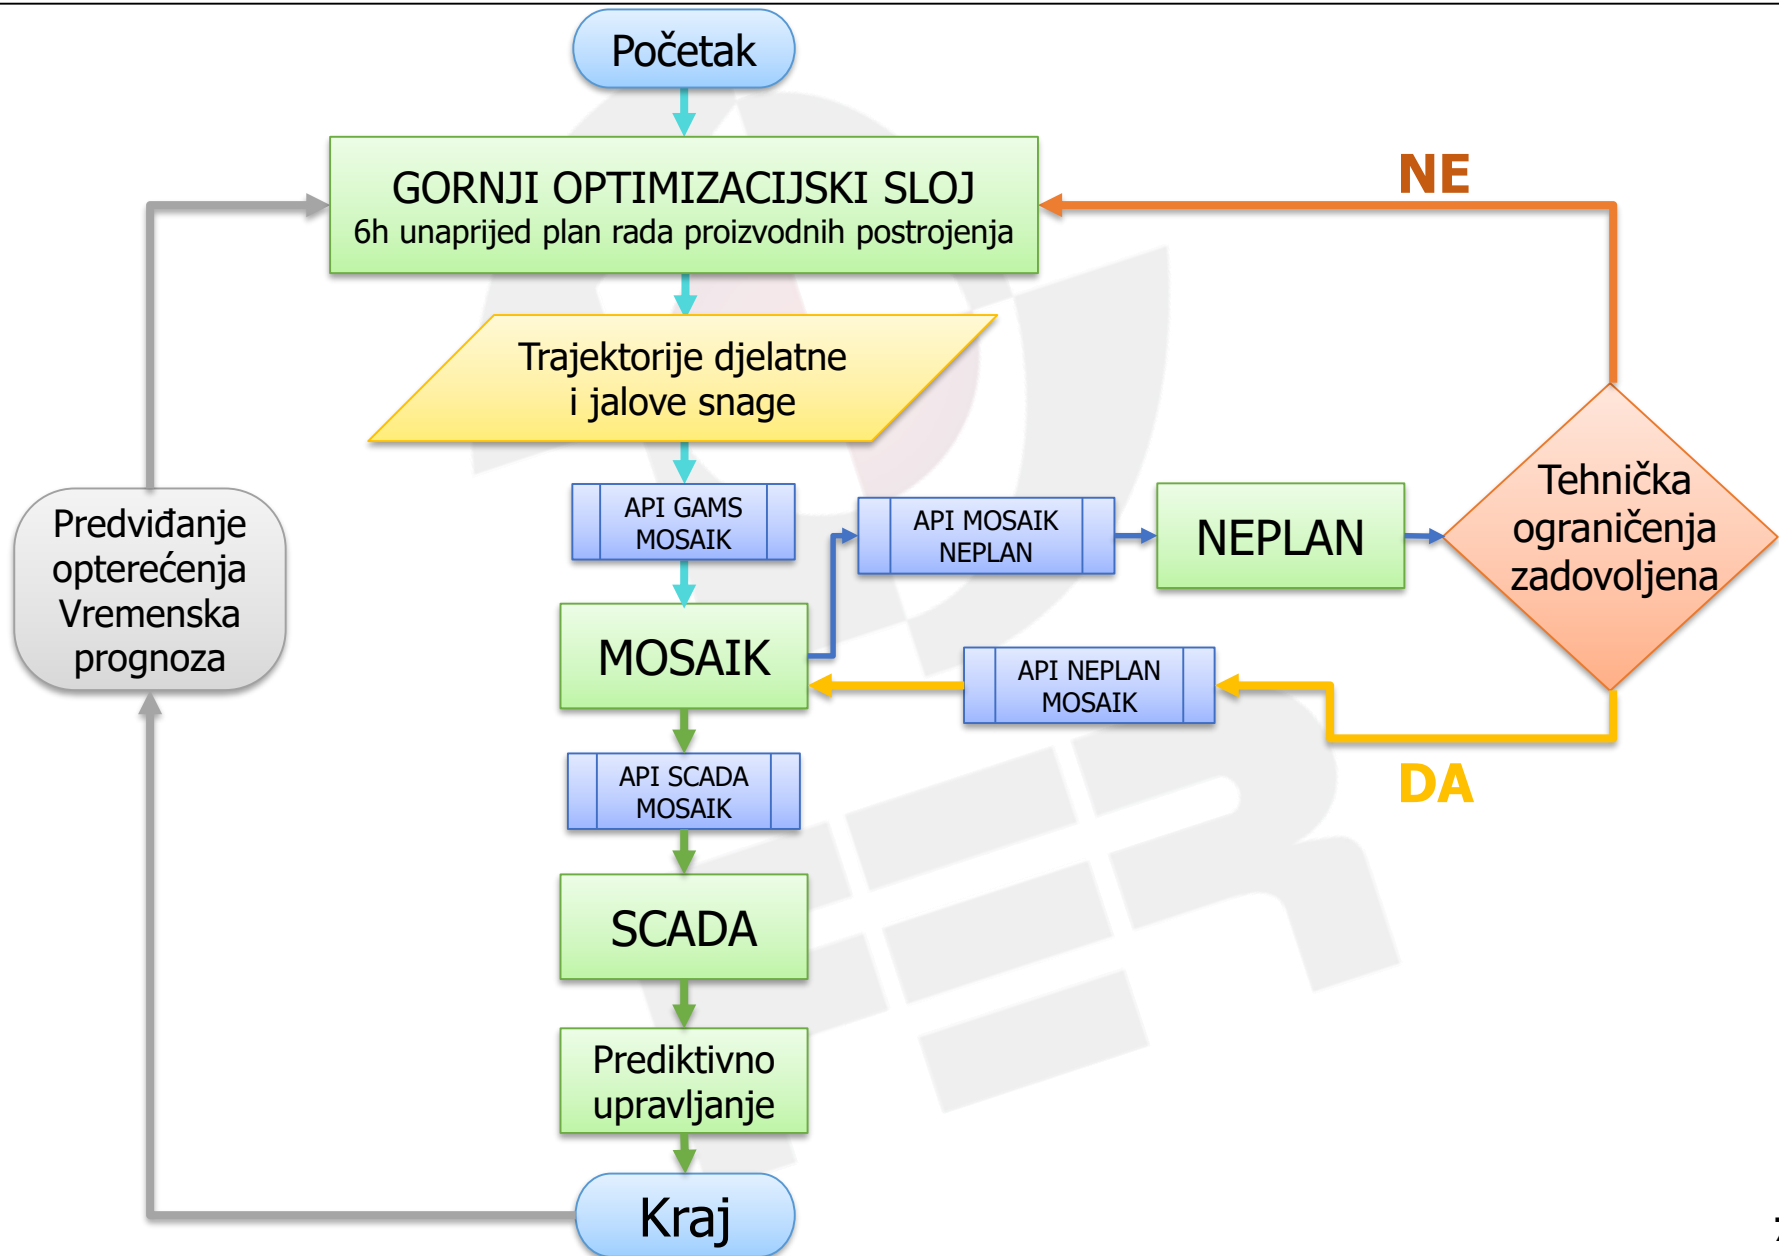 Početak
GORNJI OPTIMIZACIJSKI SLOJ
6h unaprijed plan rada proizvodnih postrojenja
NE
Trajektorije djelatne
i jalove snage
Predviđanje
opterećenja
Vremenska
prognoza
API GAMS
MOSAIK
API MOSAIK
NEPLAN
NEPLAN
Tehnička
ograničenja
zadovoljena
MOSAIK
API NEPLAN
MOSAIK
DA
API SCADA
MOSAIK
SCADA
Prediktivno
upravljanje
Kraj